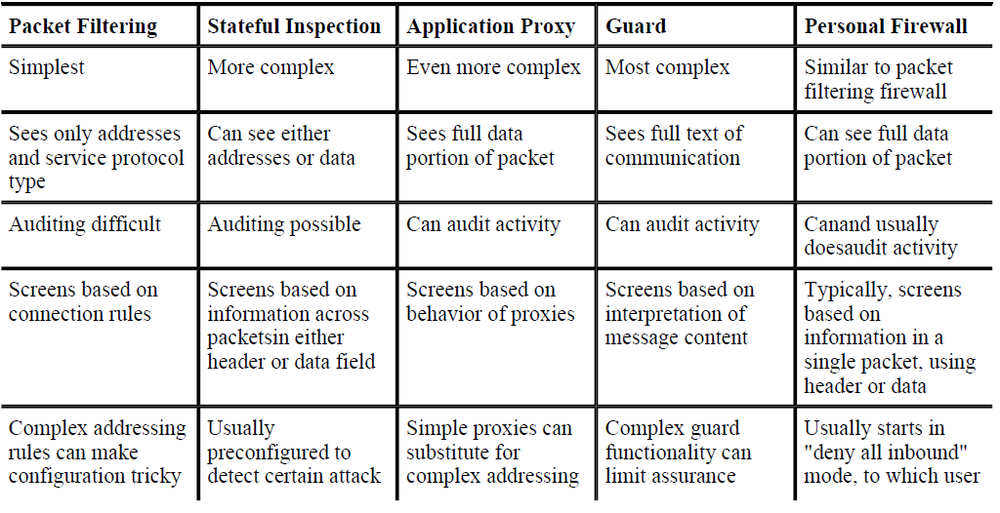 Packet Filtering
Stateful Inspection
Application Proxy
Guard
Personal Firewall
Simplest
More complex
Even more complex
Most complex
Similar to packet
filtering firewall
Sees only addresses
and service protocol
type
Can see either
addresses or data
Sees full data
portion of packet
Sees full text of
communication
Can see full data
portion of packet
Auditing difficult
Auditing possible
Can audit activity
Can audit activity
Canand usually
doesaudit activity
Screens based on
connection rules
Screens based on
information across
packetsin either
header or data field
Screens based on
behavior of proxies
Screens based on
interpretation of
message content
Typically, screens
based on
information in a
single packet, using
header or data
Complex addressing
rules can make
configuration tricky
Usually
preconfigured to
detect certain attack
Simple proxies can
substitute for
complex addressing
Complex guard
functionality can
limit assurance
Usually starts in
"deny all inbound"
mode, to which user